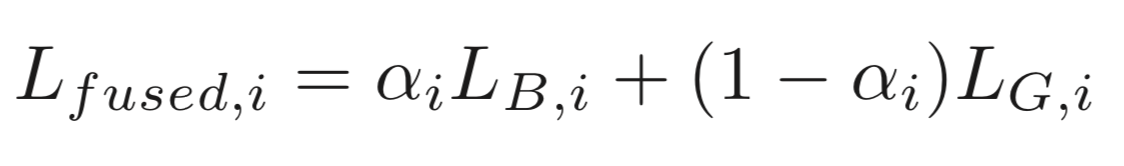 L_{fused,i} = α_i L_{B,i} + (1 − α_i) L_{G,i}